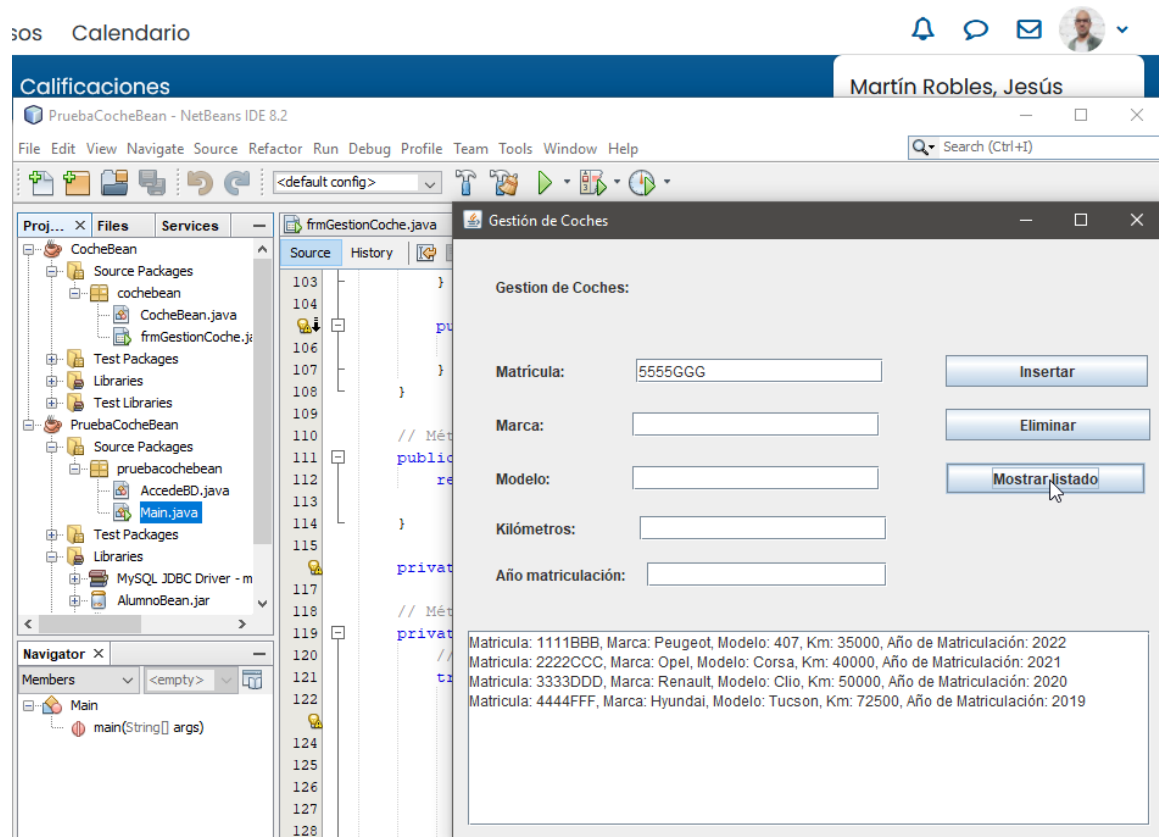 sos Calendario
Calificaciones
Martín Robles, Jesús
PruebaCocheBean - NetBeans IDE 8.2
File Edit View Navigate Source Refactor Run Debug Profile Team Tools Window Help
Search (Ctrl+I)
<default config>
Proj... Files Services
frmGestionCoche.java
Gestión de Coches
Source History
CocheBean
Source Packages
cochebean
CocheBean.java
frmGestionCoche.ja
Test Packages
Libraries
Test Libraries
PruebaCocheBean
Source Packages
pruebacochebean
AccedeBD.java
Main.java
Test Packages
Libraries
MySQL JDBC Driver - m
AlumnoBean.jar
Navigator
Members <empty>
Main
main(String[] args)
103 }
104
pu
106
107 }
108 }
109
110 // Mét
111 public
112 re
113
114 }
115
privat
117
118 // Mét
119 privat
120 //
121 tr
122
124
125
126
127
128
Gestion de Coches:
Matrícula: 5555GGG Insertar
Marca: Eliminar
Modelo: Mostrar listado
Kilómetros:
Año matriculación:
Matricula: 1111BBB, Marca: Peugeot, Modelo: 407, Km: 35000, Año de Matriculación: 2022
Matricula: 2222CCC, Marca: Opel, Modelo: Corsa, Km: 40000, Año de Matriculación: 2021
Matricula: 3333DDD, Marca: Renault, Modelo: Clio, Km: 50000, Año de Matriculación: 2020
Matricula: 4444FFF, Marca: Hyundai, Modelo: Tucson, Km: 72500, Año de Matriculación: 2019